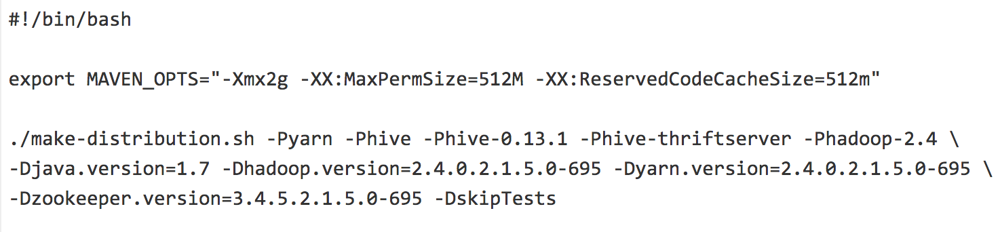 #!/bin/bash
export MAVEN_OPTS="-Xmx2g -XX:MaxPermSize=512M -XX:ReservedCodeCacheSize=512m"
./make-distribution.sh -Pyarn -Phive -Phive-0.13.1 -Phive-thriftserver -Phadoop-2.4 \
-Djava.version=1.7 -Dhadoop.version=2.4.0.2.1.5.0-695 -Dyarn.version=2.4.0.2.1.5.0-695 \
-Dzookeeper.version=3.4.5.2.1.5.0-695 -DskipTests